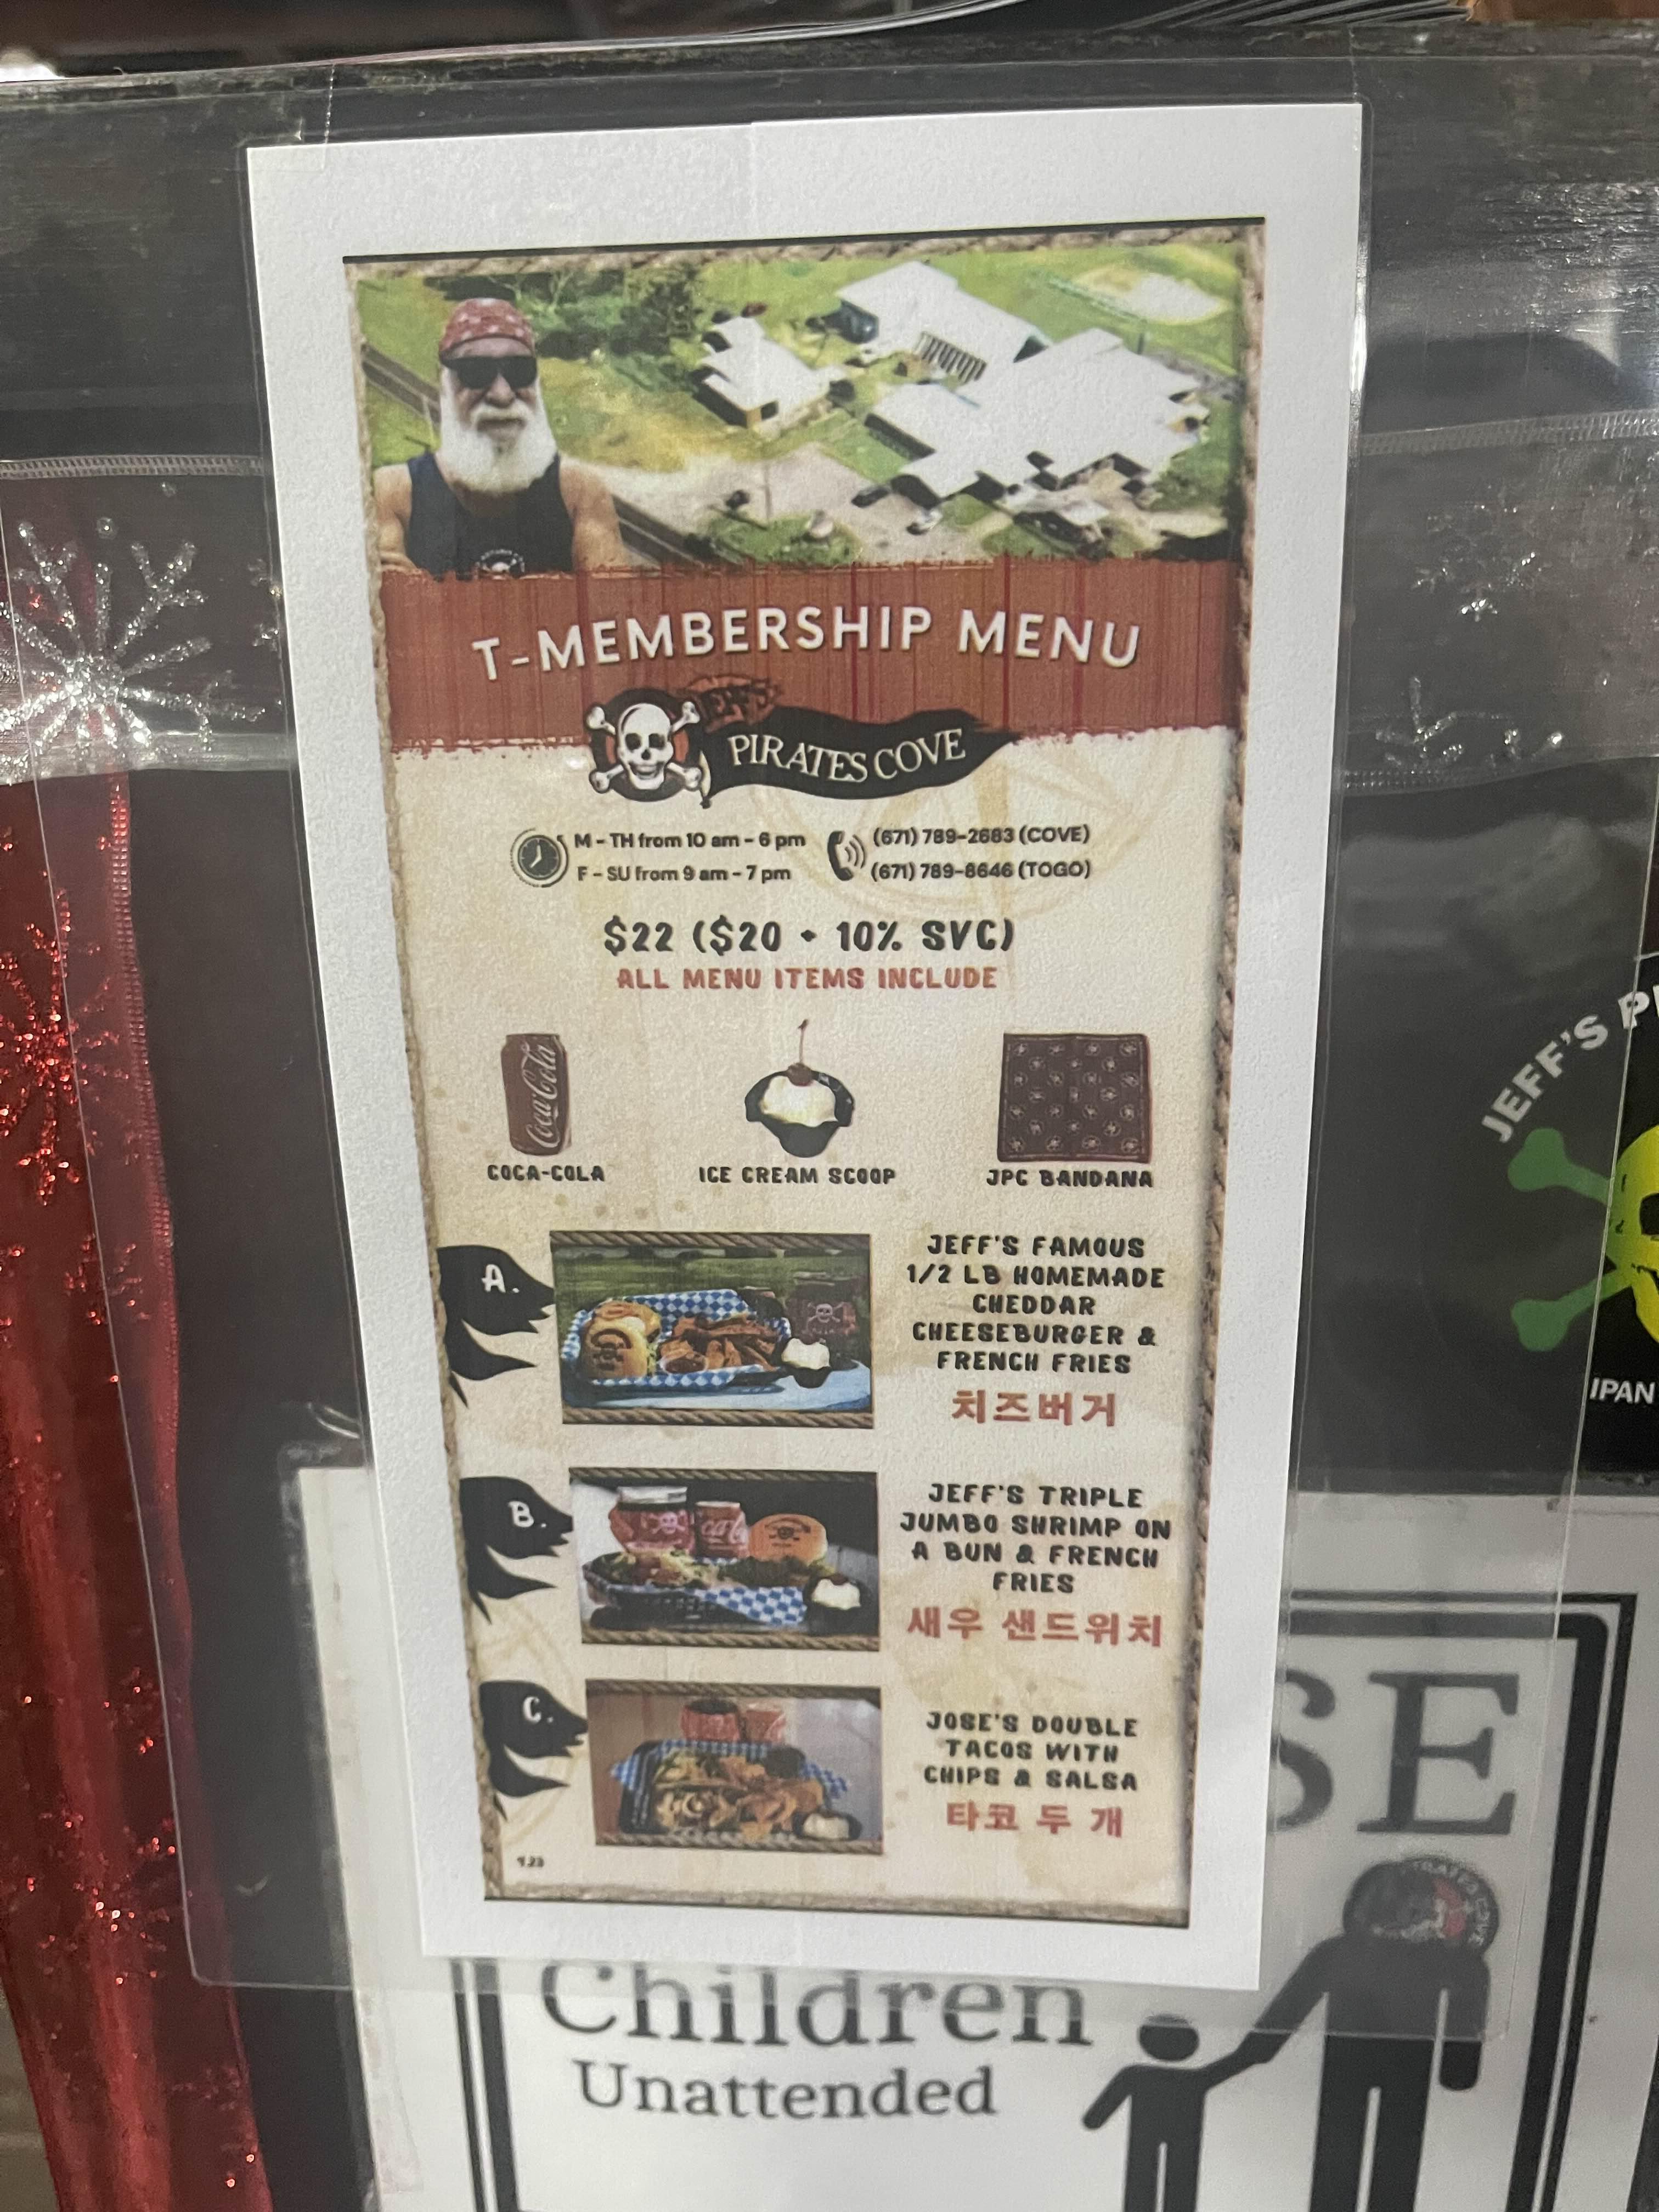 T-MEMBERSHIP MENU
JEFF'S
PIRATES COVE
M - TH from 10 am - 6 pm
F - SU from 9 am - 7 pm
(671) 789-2683 (COVE)
(671) 789-8646 (TOGO)
$22 ($20 + 10% SVC)
ALL MENU ITEMS INCLUDE
Coca-Cola
COCA-COLA
ICE CREAM SCOOP
JPC BANDANA
A.
JEFF'S FAMOUS
1/2 LB HOMEMADE
CHEDDAR
CHEESEBURGER &
FRENCH FRIES
치즈버거
B.
JEFF'S TRIPLE
JUMBO SHRIMP ON
A BUN & FRENCH
FRIES
새우 샌드위치
C.
JOSE'S DOUBLE
TACOS WITH
CHIPS & SALSA
타코 두 개
JEFF'S PI
IPAN
SE
Children
Unattended